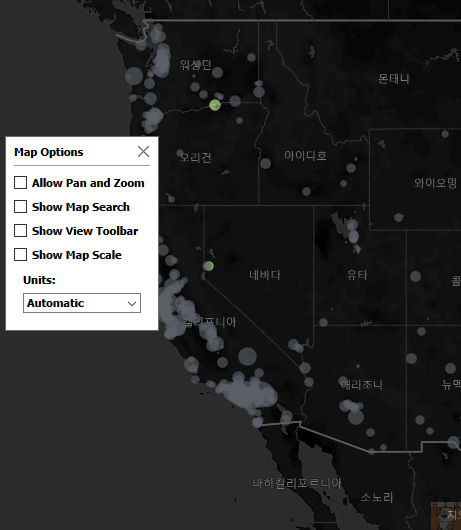 워싱턴
몬태나
오리건
아이다호
와이오밍
Map Options
Allow Pan and Zoom
Show Map Search
Show View Toolbar
Show Map Scale
Units:
Automatic
네바다
유타
콜
캘리포니아
애리조니
뉴멕
바하칼리포르니아
소노라